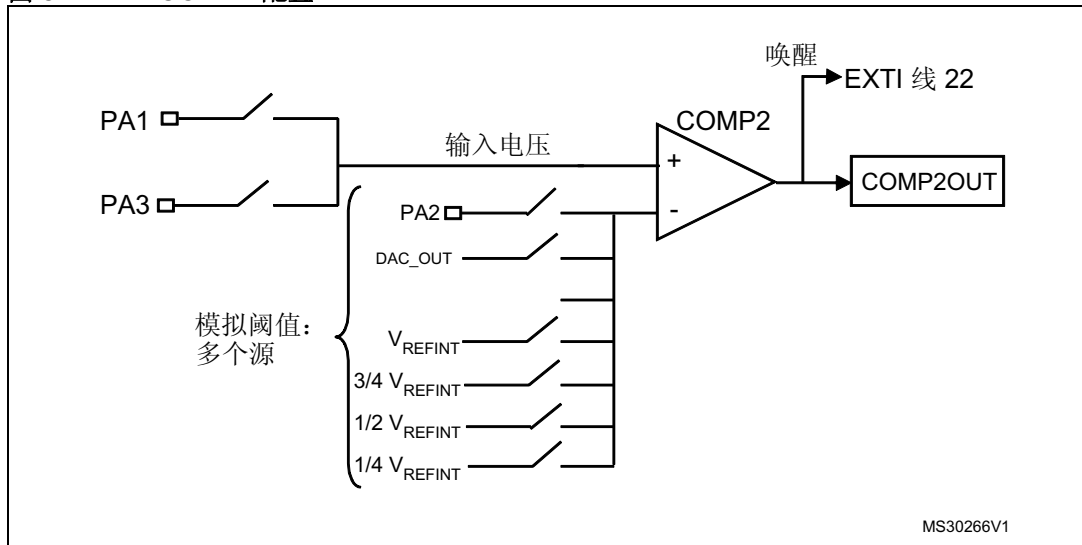 唤醒
EXTI 线 22
PA1
COMP2
输入电压
+
COMP2OUT
PA3
PA2
-
DAC_OUT
模拟阈值：
多个源
VREFINT
3/4 VREFINT
1/2 VREFINT
1/4 VREFINT
MS30266V1